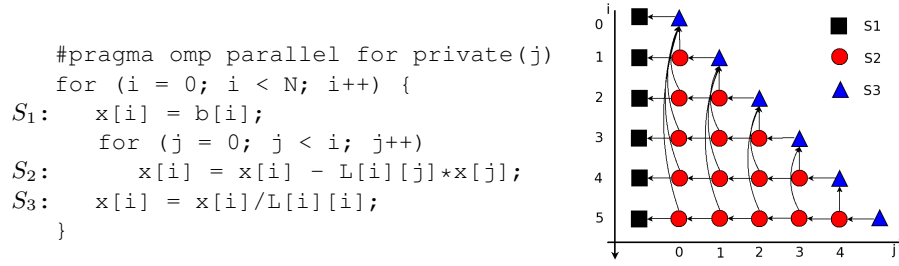 #pragma omp parallel for private(j)
for (i = 0; i < N; i++) {
S1: x[i] = b[i];
for (j = 0; j < i; j++)
S2: x[i] = x[i] - L[i][j]*x[j];
S3: x[i] = x[i]/L[i][i];
}
i
0
1
2
3
4
5
0 1 2 3 4 j
S1
S2
S3